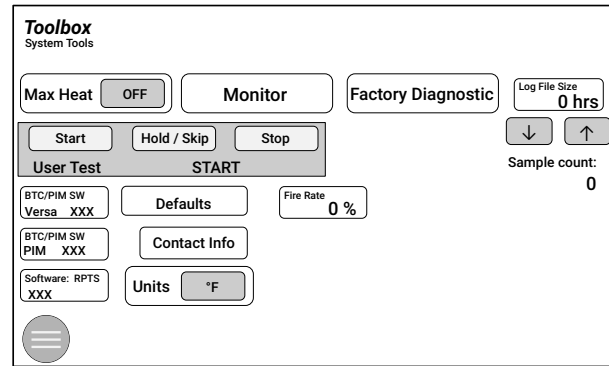 Toolbox
System Tools
Max Heat OFF
Monitor
Factory Diagnostic
Log File Size
0 hrs
Start
Hold / Skip
Stop
User Test
START
Sample count:
0
BTC/PIM SW
Versa XXX
Defaults
Fire Rate
0 %
BTC/PIM SW
PIM XXX
Contact Info
Software: RPTS
XXX
Units °F